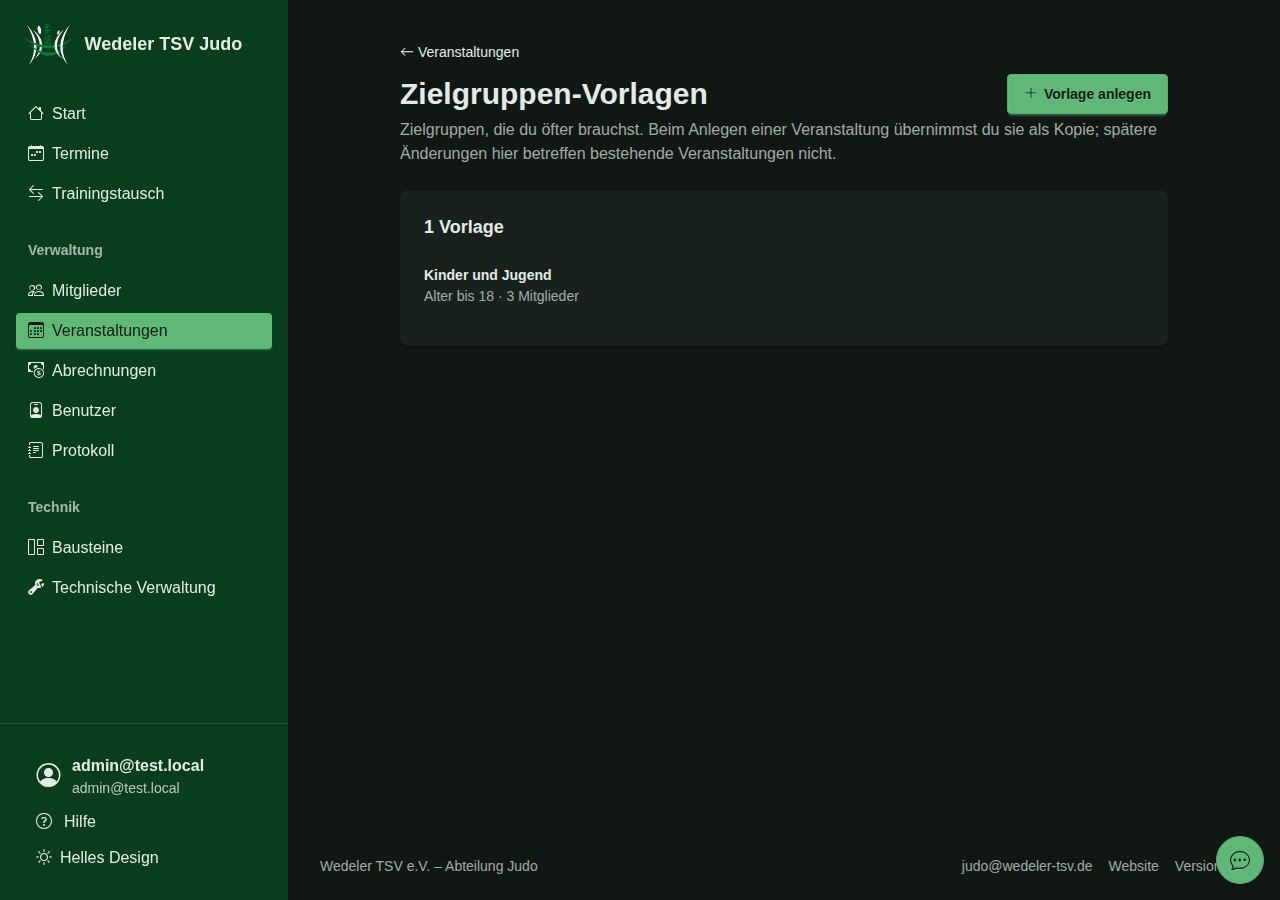 Wedeler TSV Judo
Start
Termine
Trainingstausch
Verwaltung
Mitglieder
Veranstaltungen
Abrechnungen
Benutzer
Protokoll
Technik
Bausteine
Technische Verwaltung
admin@test.local
admin@test.local
Hilfe
Helles Design
Veranstaltungen
Zielgruppen-Vorlagen
Vorlage anlegen
Zielgruppen, die du öfter brauchst. Beim Anlegen einer Veranstaltung übernimmst du sie als Kopie; spätere
Änderungen hier betreffen bestehende Veranstaltungen nicht.
1 Vorlage
Kinder und Jugend
Alter bis 18 · 3 Mitglieder
Wedeler TSV e.V. – Abteilung Judo
judo@wedeler-tsv.de Website